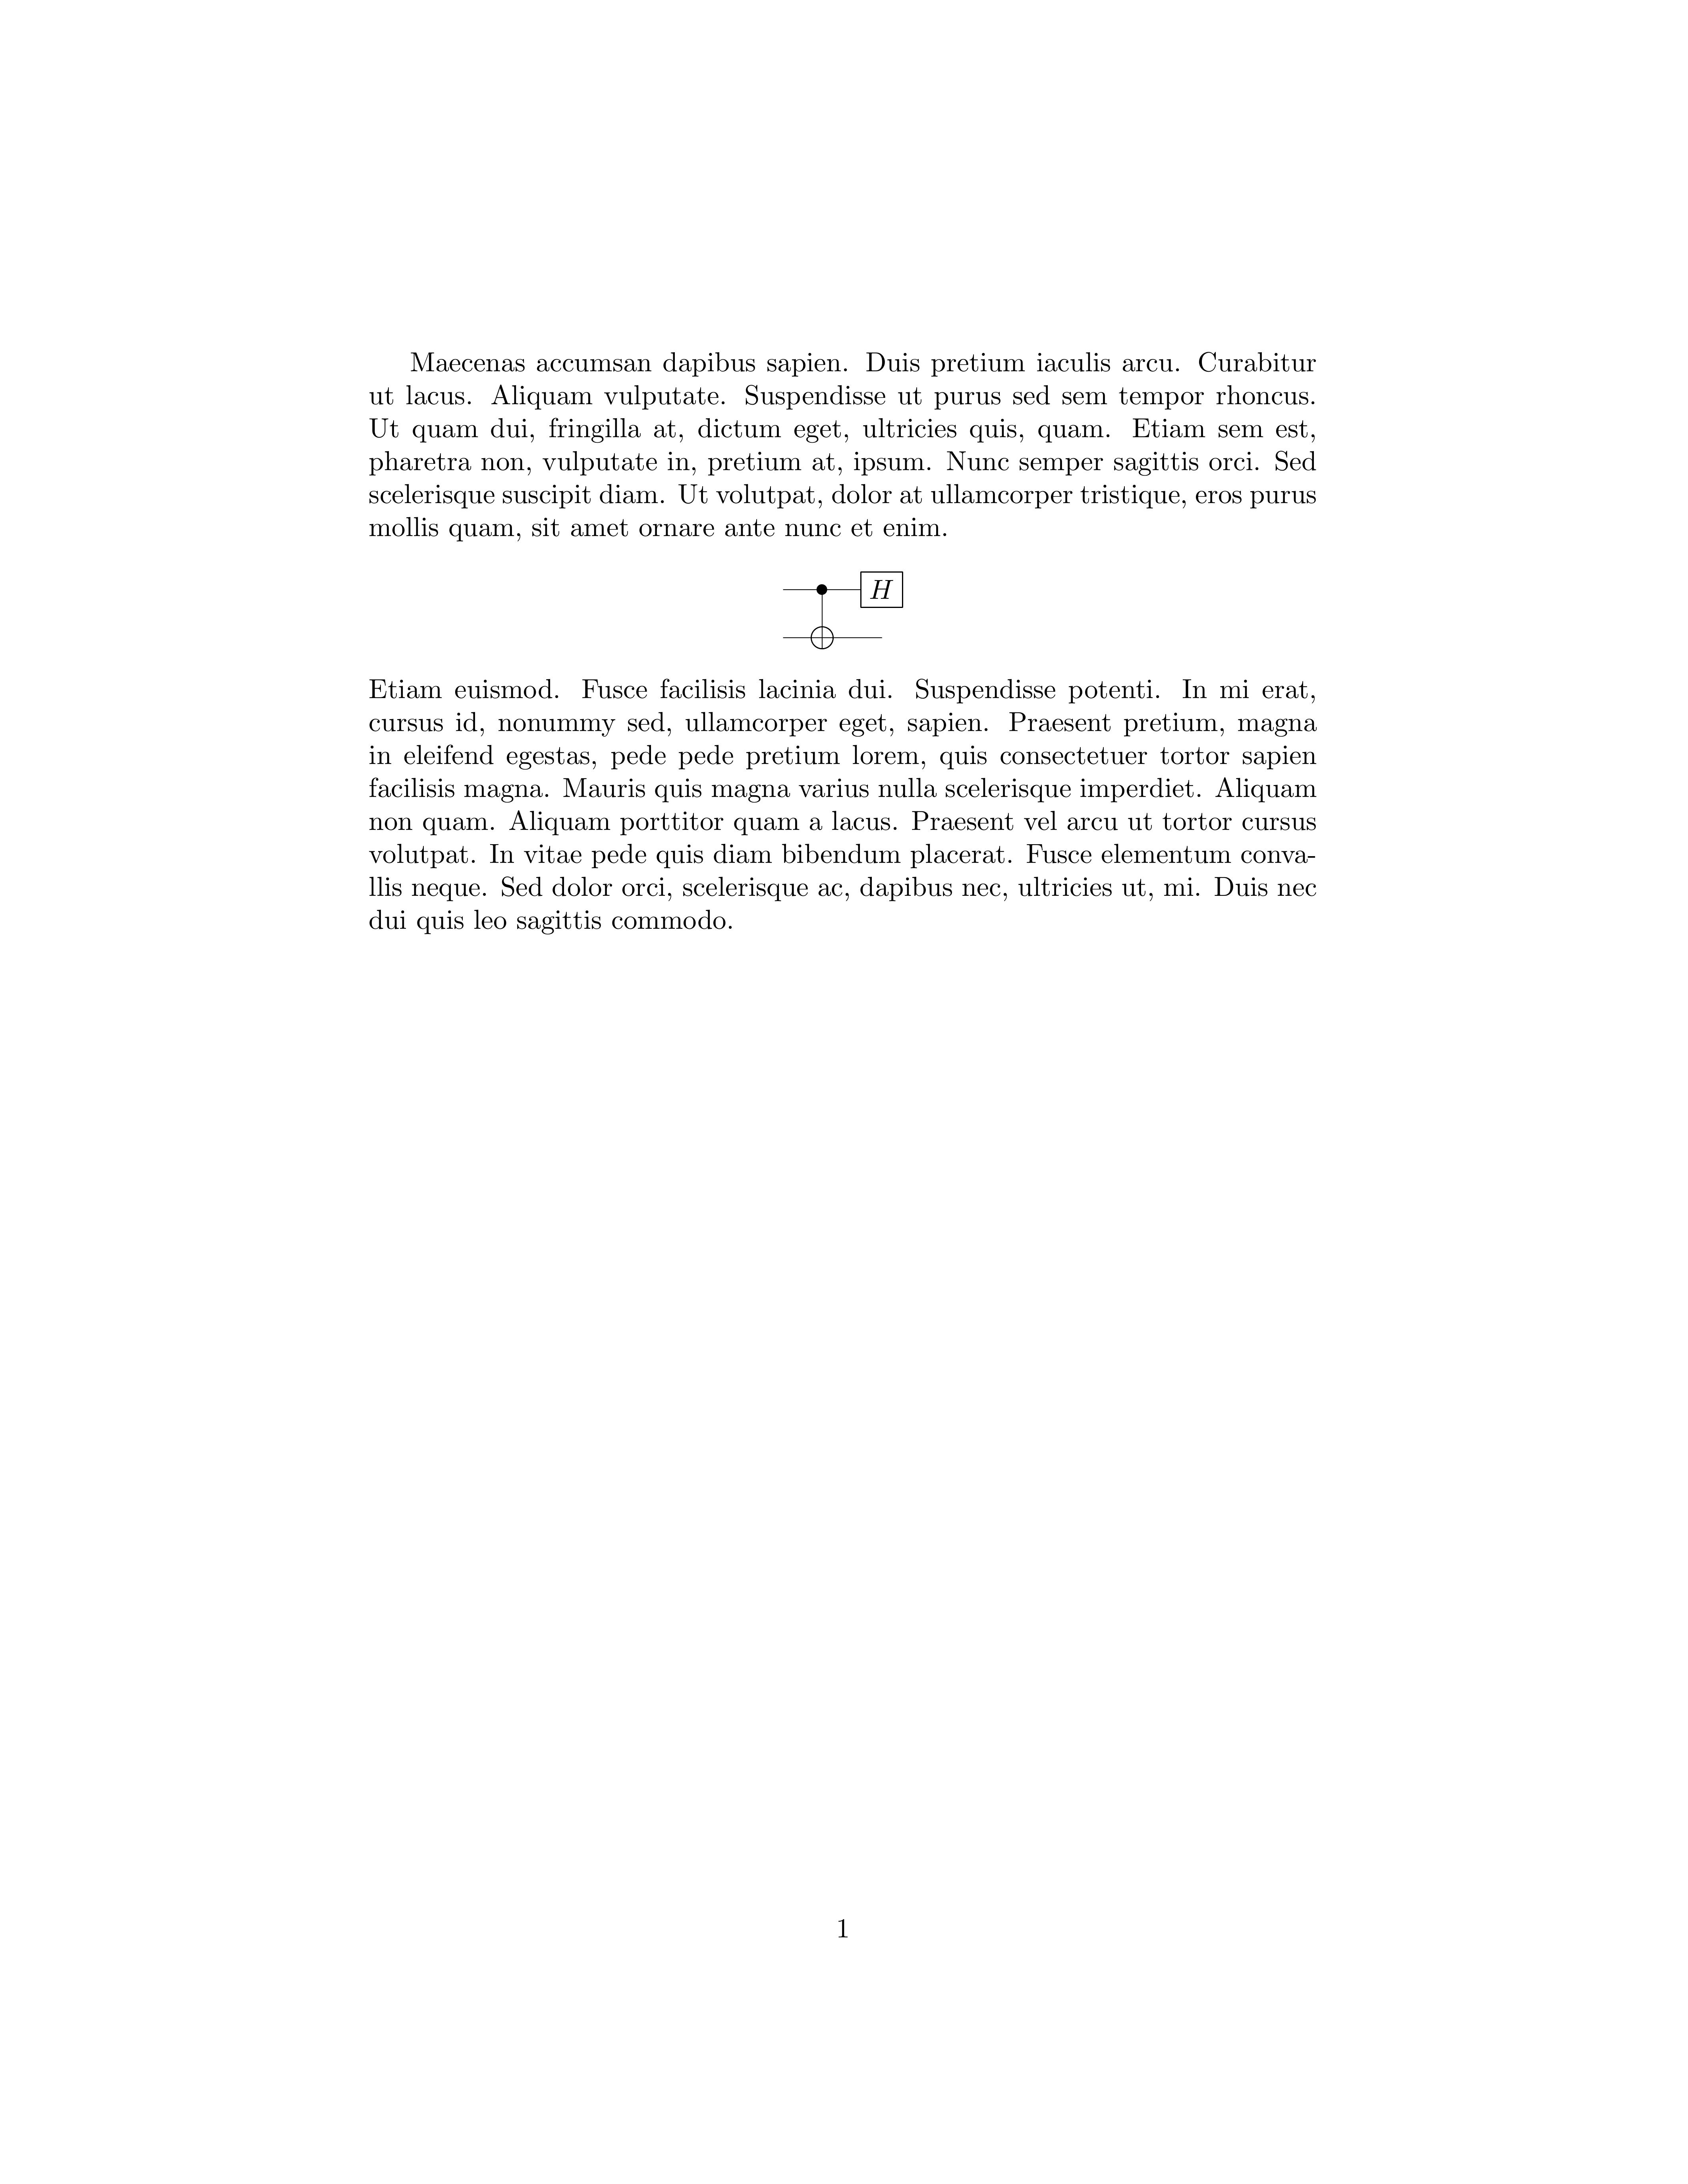 Maecenas accumsan dapibus sapien. Duis pretium iaculis arcu. Curabitur
ut lacus. Aliquam vulputate. Suspendisse ut purus sed sem tempor rhoncus.
Ut quam dui, fringilla at, dictum eget, ultricies quis, quam. Etiam sem est,
pharetra non, vulputate in, pretium at, ipsum. Nunc semper sagittis orci. Sed
scelerisque suscipit diam. Ut volutpat, dolor at ullamcorper tristique, eros purus
mollis quam, sit amet ornare ante nunc et enim.
H
Etiam euismod. Fusce facilisis lacinia dui. Suspendisse potenti. In mi erat,
cursus id, nonummy sed, ullamcorper eget, sapien. Praesent pretium, magna
in eleifend egestas, pede pede pretium lorem, quis consectetuer tortor sapien
facilisis magna. Mauris quis magna varius nulla scelerisque imperdiet. Aliquam
non quam. Aliquam porttitor quam a lacus. Praesent vel arcu ut tortor cursus
volutpat. In vitae pede quis diam bibendum placerat. Fusce elementum conva-
llis neque. Sed dolor orci, scelerisque ac, dapibus nec, ultricies ut, mi. Duis nec
dui quis leo sagittis commodo.
1